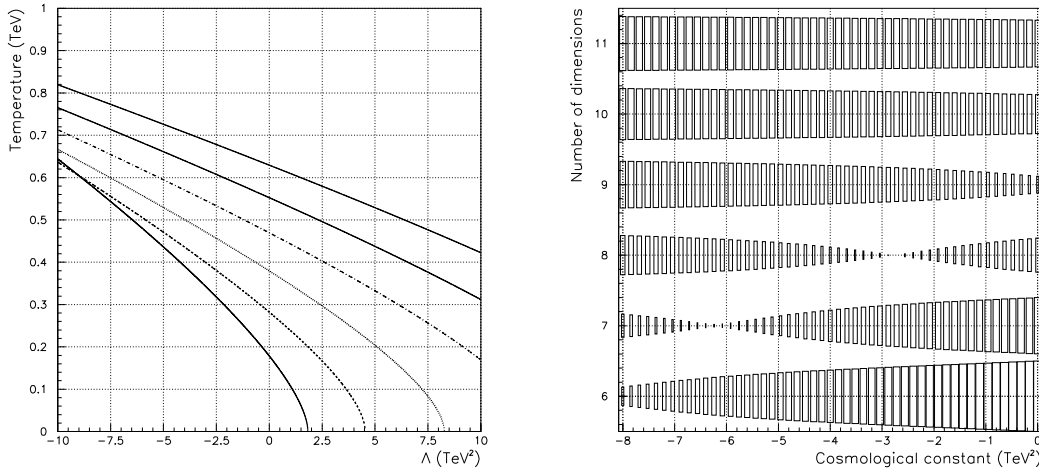 Temperature (TeV)
1
0.9
0.8
0.7
0.6
0.5
0.4
0.3
0.2
0.1
0
−10 −7.5 −5 −2.5 0 2.5 5 7.5 10
Λ (TeV²)
Number of dimensions
11
10
9
8
7
6
−8 −7 −6 −5 −4 −3 −2 −1 0
Cosmological constant (TeV²)